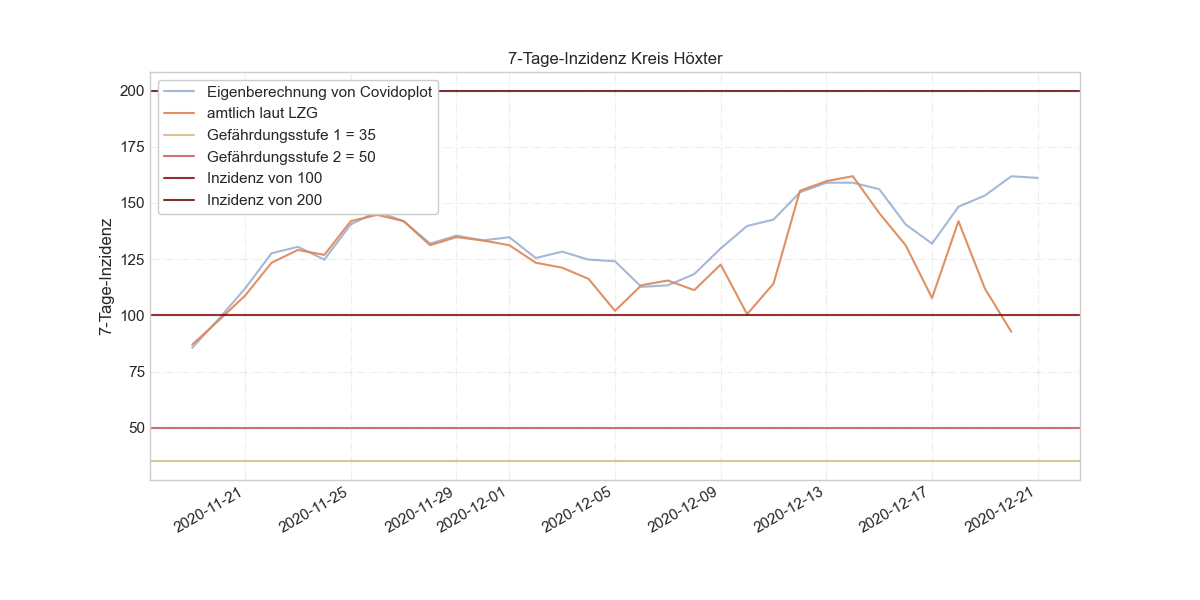 7-Tage-Inzidenz Kreis Höxter
7-Tage-Inzidenz
200
175
150
125
100
75
50
Eigenberechnung von Covidoplot
amtlich laut LZG
Gefährdungsstufe 1 = 35
Gefährdungsstufe 2 = 50
Inzidenz von 100
Inzidenz von 200
2020-11-21
2020-11-25
2020-11-29
2020-12-01
2020-12-05
2020-12-09
2020-12-13
2020-12-17
2020-12-21